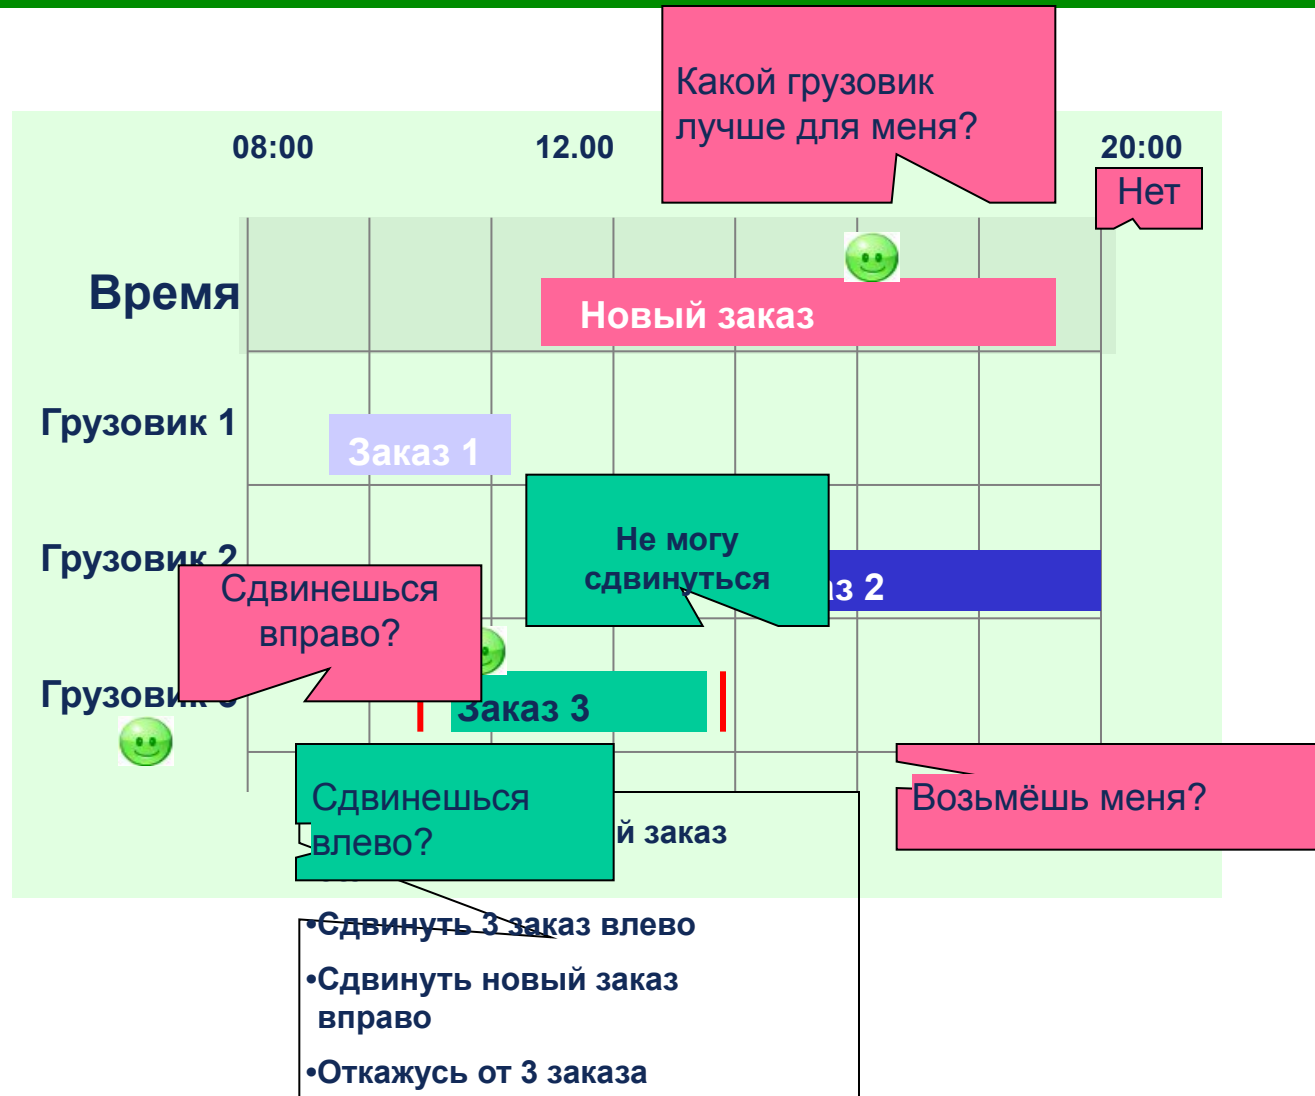 Какой грузовик
лучше для меня?
08:00
12.00
20:00
Нет
Время
Новый заказ
Грузовик 1
Заказ 1
Не могу
сдвинуться
Грузовик 2
з 2
Сдвинешься
вправо?
Грузовик
Заказ 3
Сдвинешься
влево?
Возьмёшь меня?
й заказ
•Сдвинуть 3 заказ влево
•Сдвинуть новый заказ
вправо
•Откажусь от 3 заказа